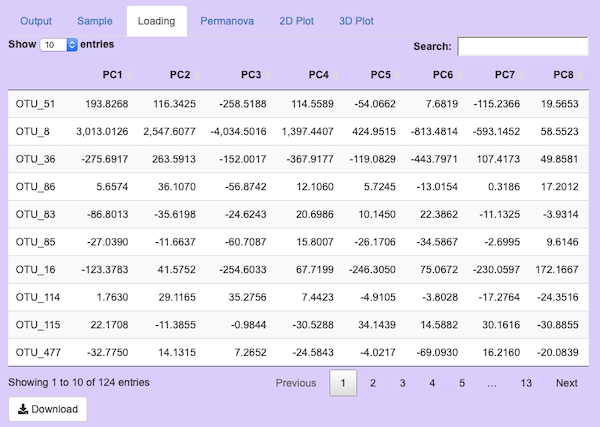 Output Sample Loading Permanova 2D Plot 3D Plot
Show 10 entries Search:
PC1 PC2 PC3 PC4 PC5 PC6 PC7 PC8
OTU_51 193.8268 116.3425 -258.5188 114.5589 -54.0662 7.6819 -115.2366 19.5653
OTU_8 3,013.0126 2,547.6077 -4,034.5016 1,397.4407 424.9515 -813.4814 -593.1452 58.5523
OTU_36 -275.6917 263.5913 -152.0017 -367.9177 -119.0829 -443.7971 107.4173 49.8581
OTU_86 5.6574 36.1070 -56.8742 12.1060 5.7245 -13.0154 0.3186 17.2012
OTU_83 -86.8013 -35.6198 -24.6243 20.6986 10.1450 22.3862 -11.1325 -3.9314
OTU_85 -27.0390 -11.6637 -60.7087 15.8007 -26.1706 -34.5867 -2.6995 9.6146
OTU_16 -123.3783 41.5752 -254.6033 67.7199 -246.3050 75.0672 -230.0597 172.1667
OTU_114 1.7630 29.1165 35.2756 7.4423 -4.9105 -3.8028 -17.2764 -24.3516
OTU_115 22.1708 -11.3855 -0.9844 -30.5288 34.1439 14.5882 30.1616 -30.8855
OTU_477 -32.7750 14.1315 7.2652 -24.5843 -4.0217 -69.0930 16.2160 -20.0839
Showing 1 to 10 of 124 entries Previous 1 2 3 4 5 … 13 Next
Download